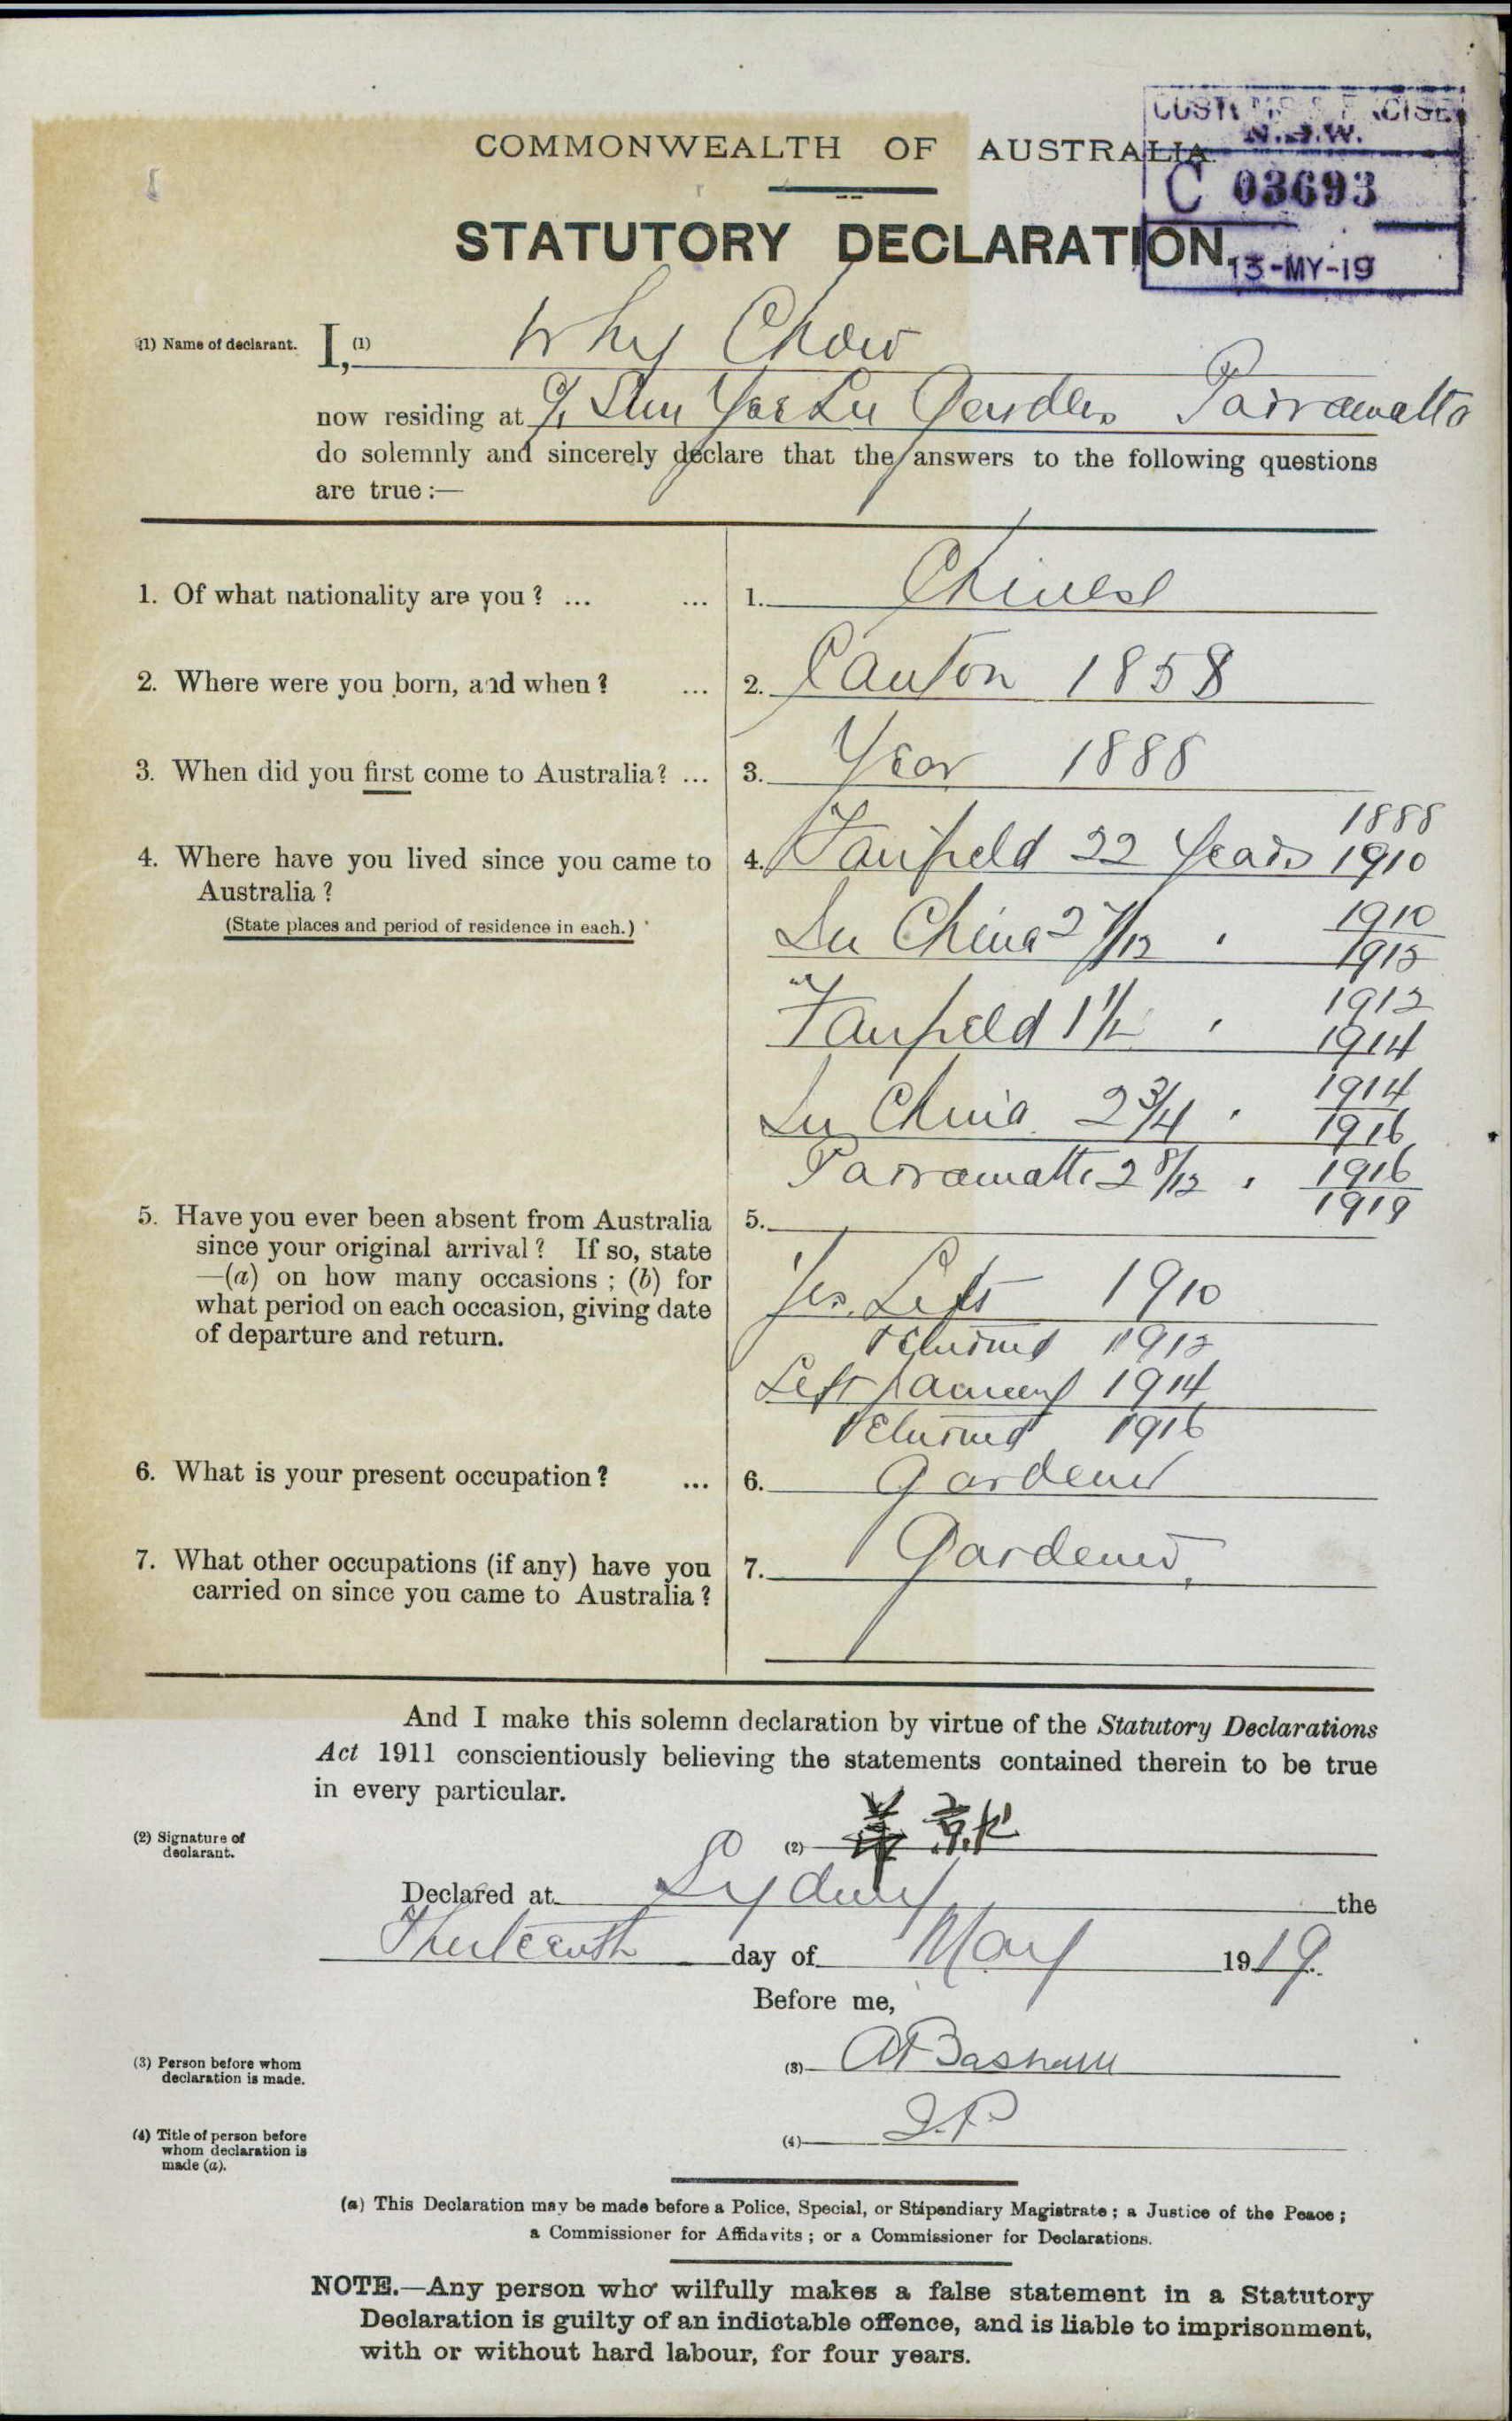 CUSTOMS & EXCISE
N.S.W.
C 03693
13-MY-19
COMMONWEALTH OF AUSTRALIA.
STATUTORY DECLARATION.
(1) Name of declarant. I, (1) Why Chow
now residing at c/o Sun Yee Lee Gardens Parramatta
do solemnly and sincerely declare that the answers to the following questions
are true :—
1. Of what nationality are you ? ... ... 1. Chinese
2. Where were you born, and when ? ... 2. Canton 1858
3. When did you first come to Australia? ... 3. Year 1888
1888
4. Where have you lived since you came to 4. Fairfield 22 Years 1910
Australia ?
(State places and period of residence in each.)
1910
In China 2 /12 " 1912
Fairfield 1 1/2 " 1912
1914
In China 2 3/4 " 1914
1916
Parramatta 2 8/12 " 1916
1919
5. Have you ever been absent from Australia 5.
since your original arrival ? If so, state
—(a) on how many occasions ; (b) for
what period on each occasion, giving date
of departure and return.
Yes. Left 1910
returned 1912
Left January 1914
returned 1916
6. What is your present occupation ? ... 6. Gardener
7. What other occupations (if any) have you 7. Gardener
carried on since you came to Australia ?
And I make this solemn declaration by virtue of the Statutory Declarations
Act 1911 conscientiously believing the statements contained therein to be true
in every particular.
(2) Signature of
declarant.
(2)
Declared at Sydney the
Thirteenth day of May 1919.
Before me,
(3) Person before whom
declaration is made.
(3) A Basham
(4) Title of person before
whom declaration is
made (a).
(4) J.P
(a) This Declaration may be made before a Police, Special, or Stipendiary Magistrate ; a Justice of the Peace ;
a Commissioner for Affidavits ; or a Commissioner for Declarations.
NOTE.—Any person who wilfully makes a false statement in a Statutory
Declaration is guilty of an indictable offence, and is liable to imprisonment,
with or without hard labour, for four years.